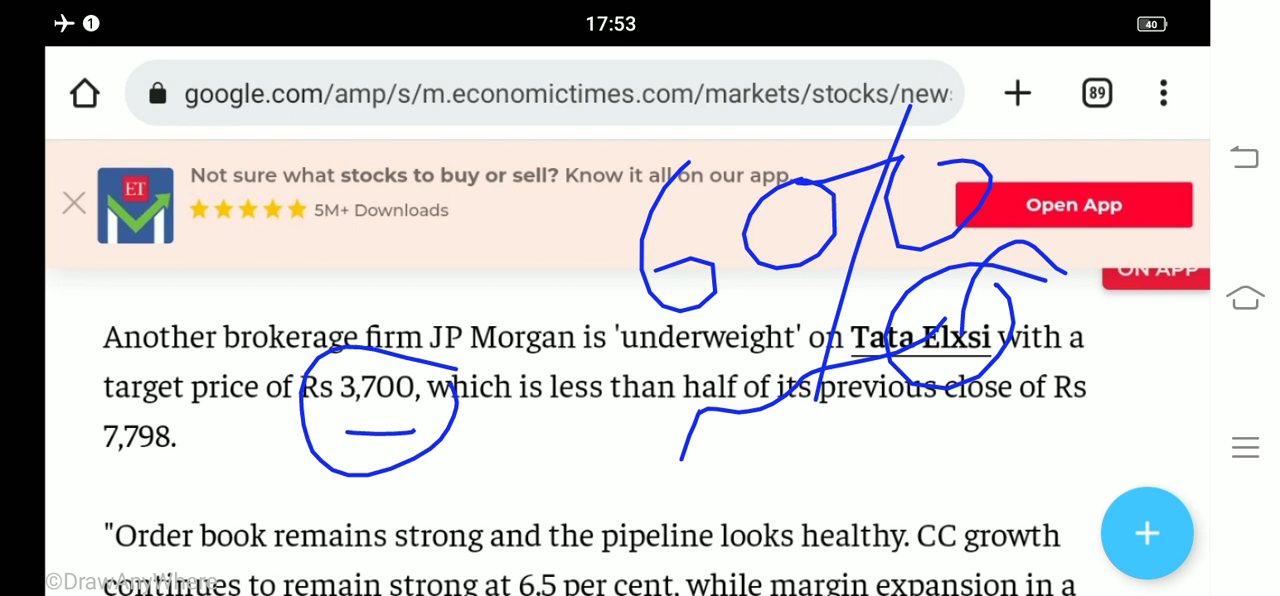 1 17:53 40
google.com/amp/s/m.economictimes.com/markets/stocks/news
89
ET
Not sure what stocks to buy or sell? Know it all on our app.
5M+ Downloads
Open App
ON APP
60%
Another brokerage firm JP Morgan is 'underweight' on Tata Elxsi with a
target price of Rs 3,700, which is less than half of its previous close of Rs
7,798.
"Order book remains strong and the pipeline looks healthy. CC growth
continues to remain strong at 6.5 per cent, while margin expansion in a
©DrawAnyWhere